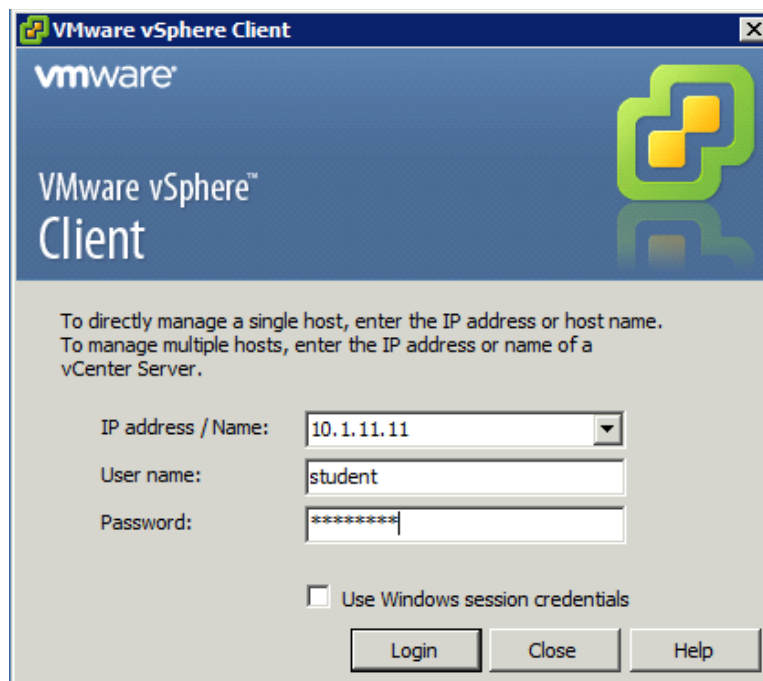 VMware vSphere Client
vmware®
VMware vSphere™
Client
To directly manage a single host, enter the IP address or host name.
To manage multiple hosts, enter the IP address or name of a
vCenter Server.
IP address / Name: 10.1.11.11
User name: student
Password: ********
Use Windows session credentials
Login Close Help